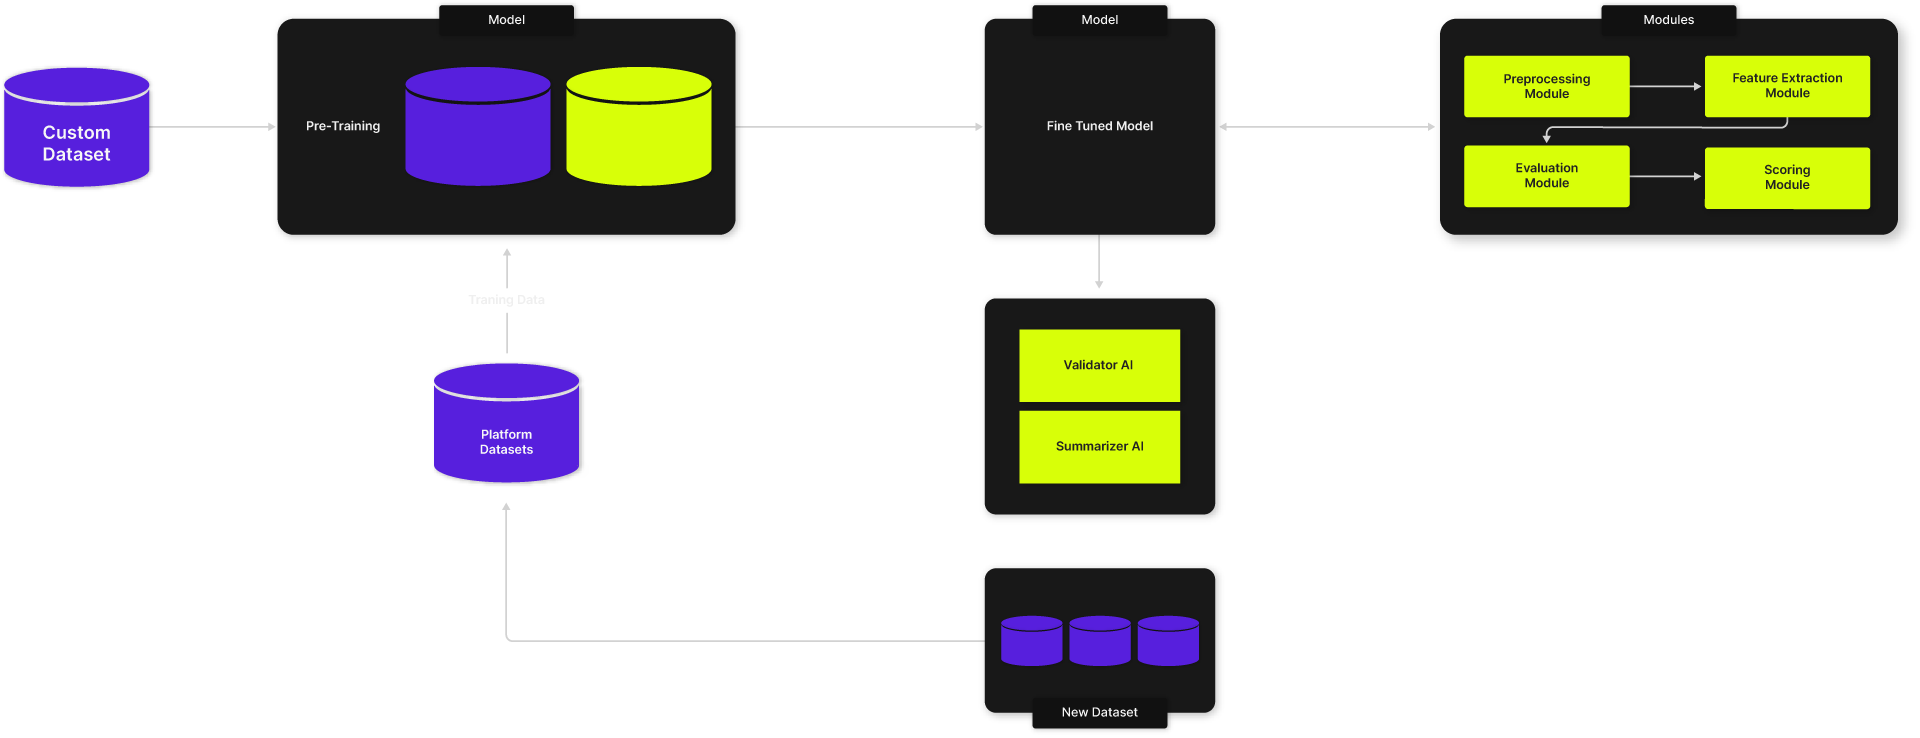 Model
Model
Modules
Custom
Dataset
Pre-Training
Fine Tuned Model
Preprocessing
Module
Feature Extraction
Module
Evaluation
Module
Scoring
Module
Traning Data
Validator AI
Platform
Datasets
Summarizer AI
New Dataset